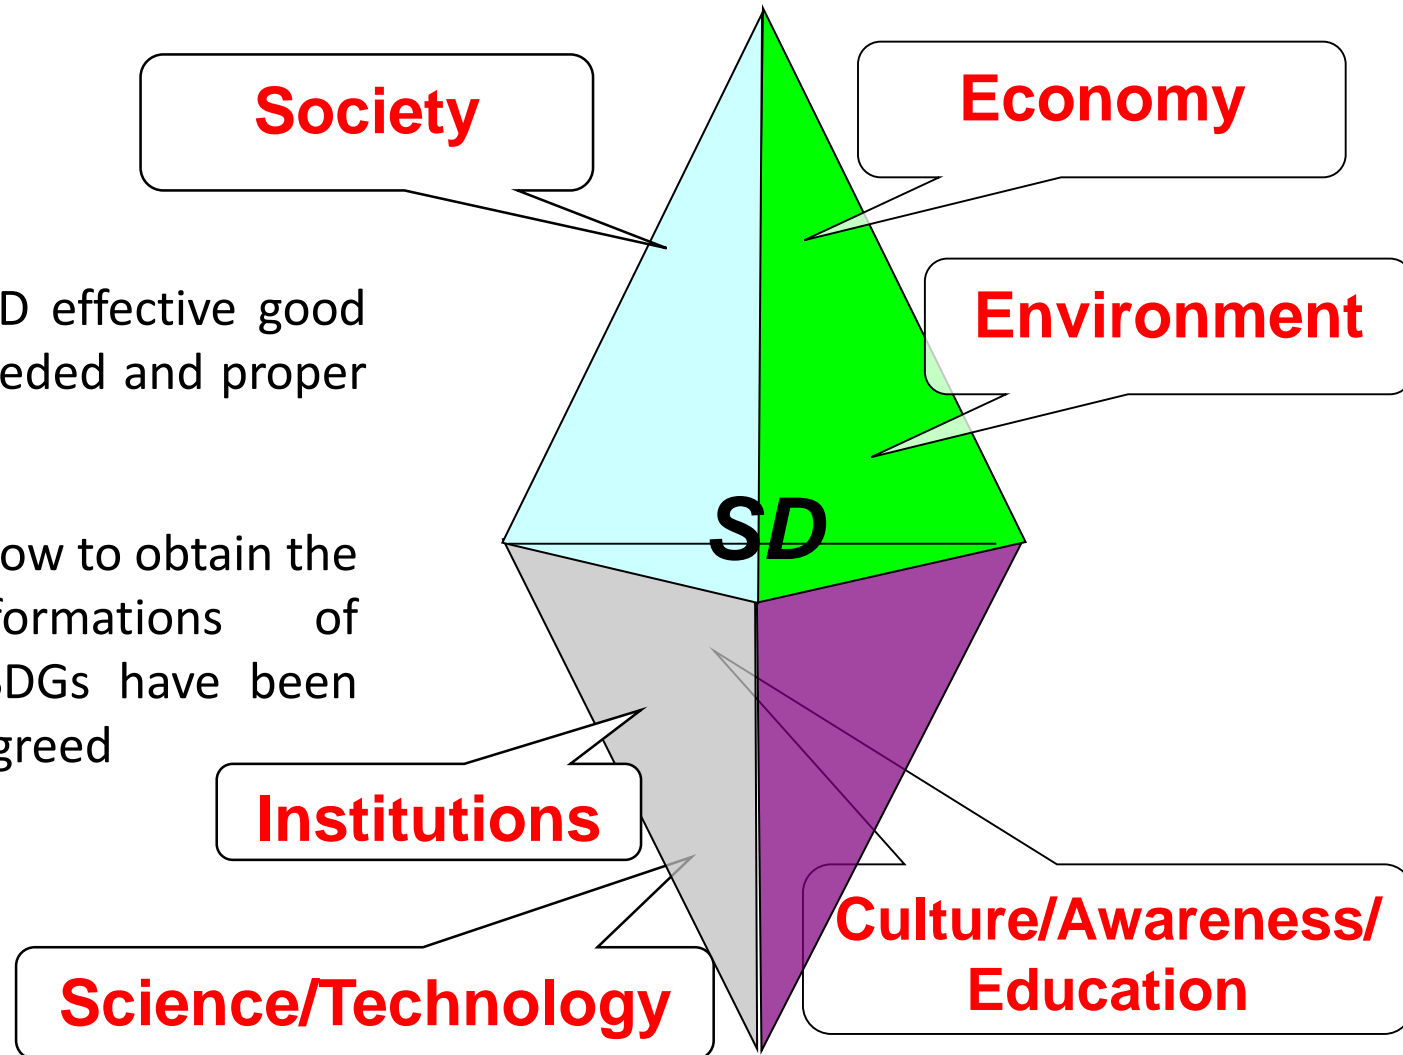 Society
Economy
Environment
D effective good
eded and proper
SD
ow to obtain the
formations of
SDGs have been
greed
Institutions
Culture/Awareness/
Education
Science/Technology